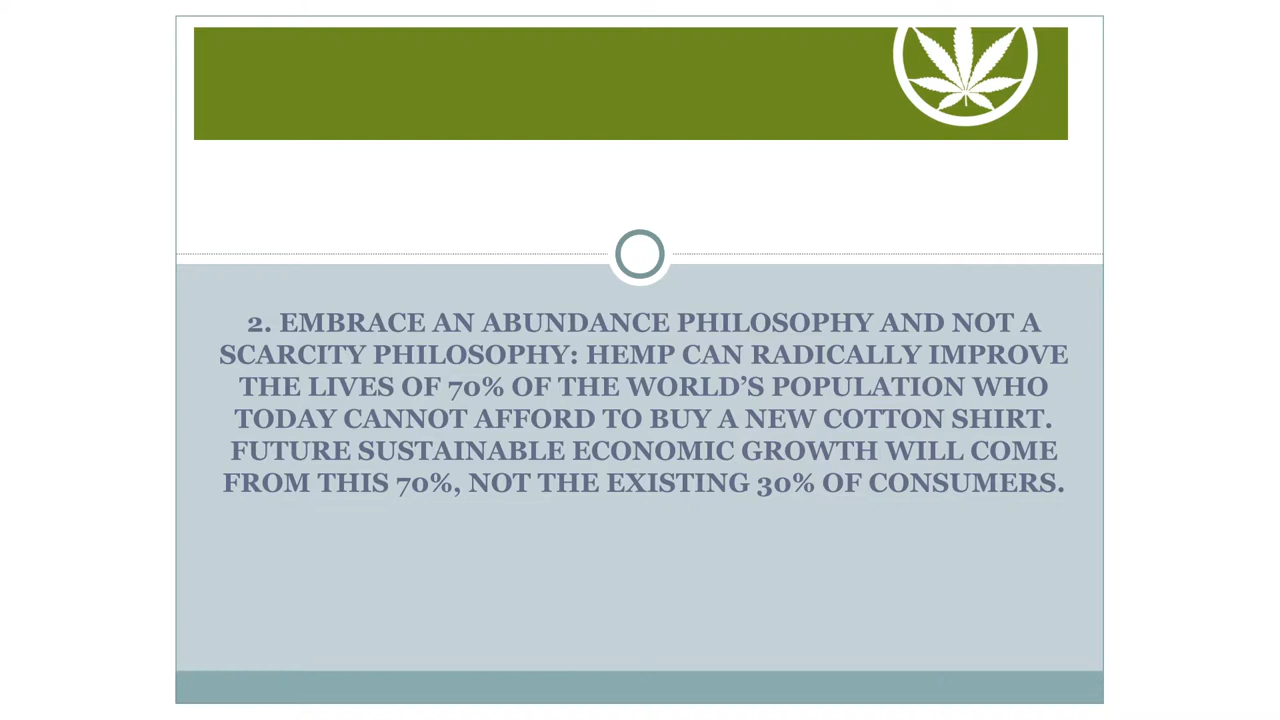 2. EMBRACE AN ABUNDANCE PHILOSOPHY AND NOT A
SCARCITY PHILOSOPHY: HEMP CAN RADICALLY IMPROVE
THE LIVES OF 70% OF THE WORLD’S POPULATION WHO
TODAY CANNOT AFFORD TO BUY A NEW COTTON SHIRT.
FUTURE SUSTAINABLE ECONOMIC GROWTH WILL COME
FROM THIS 70%, NOT THE EXISTING 30% OF CONSUMERS.